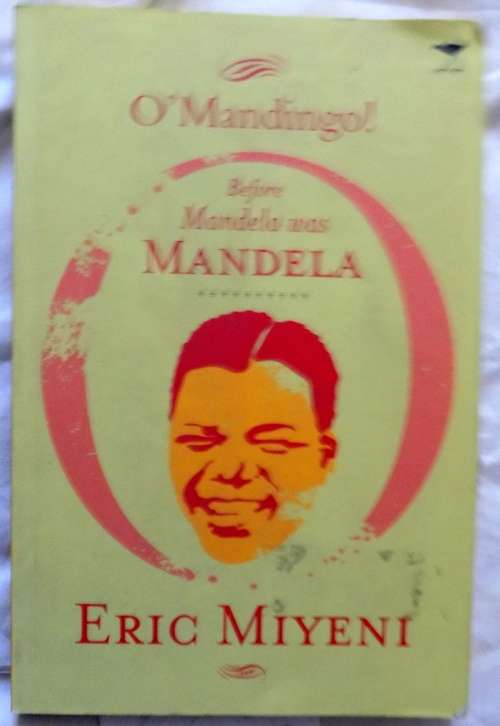 O'Mandingo!
Before
Mandela was
MANDELA
ERIC MIYENI